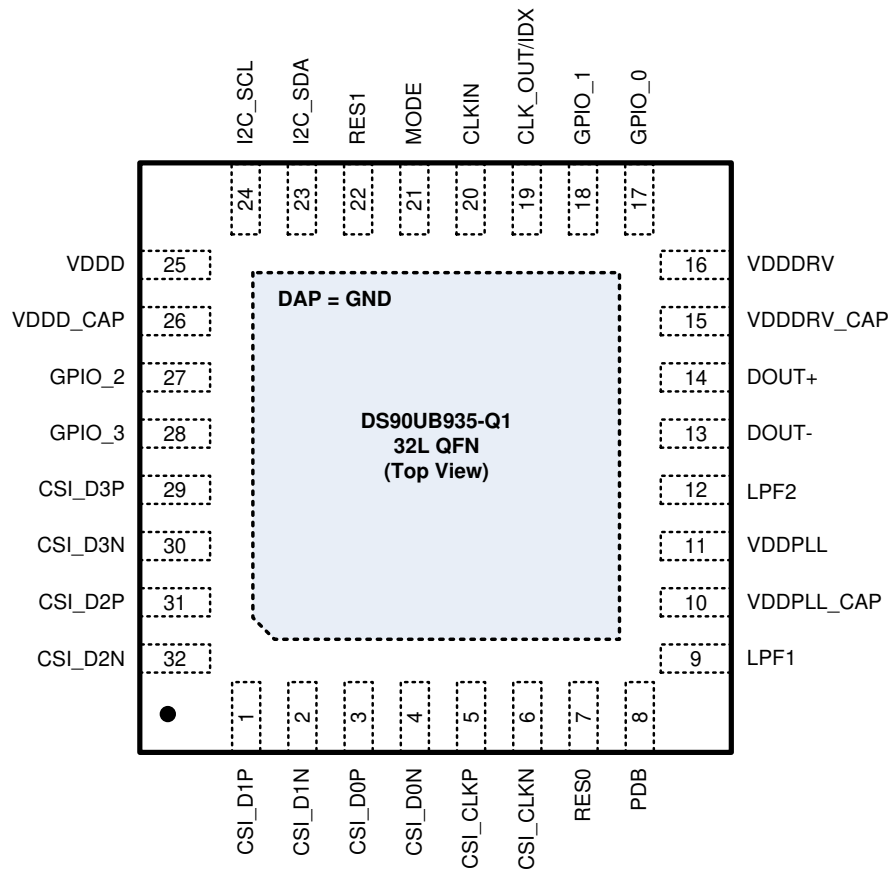 I2C_SCL
I2C_SDA
RES1
MODE
CLKIN
CLK_OUT/IDX
GPIO_1
GPIO_0
24
23
22
21
20
19
18
17
VDDD 25
VDDD_CAP 26
GPIO_2 27
GPIO_3 28
CSI_D3P 29
CSI_D3N 30
CSI_D2P 31
CSI_D2N 32
DAP = GND
DS90UB935-Q1
32L QFN
(Top View)
16 VDDDRV
15 VDDDRV_CAP
14 DOUT+
13 DOUT-
12 LPF2
11 VDDPLL
10 VDDPLL_CAP
9 LPF1
1
2
3
4
5
6
7
8
CSI_D1P
CSI_D1N
CSI_D0P
CSI_D0N
CSI_CLKP
CSI_CLKN
RES0
PDB